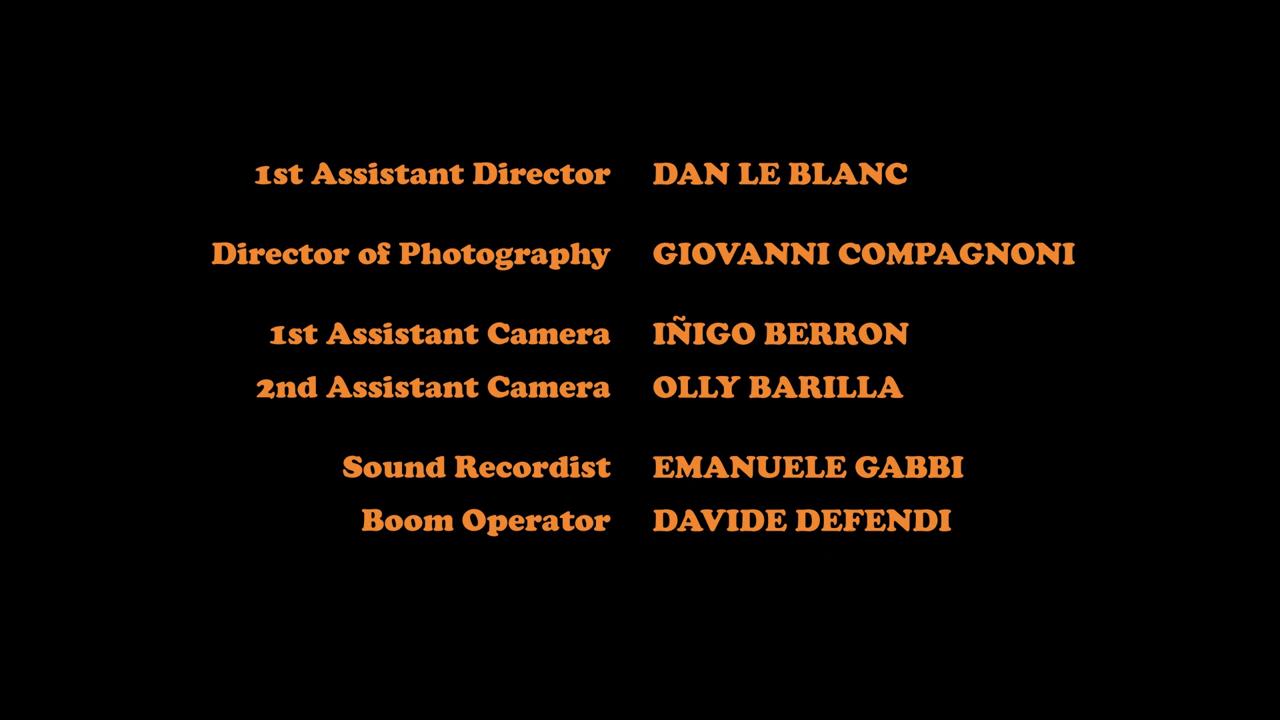 1st Assistant Director DAN LE BLANC
Director of Photography GIOVANNI COMPAGNONI
1st Assistant Camera IÑIGO BERRON
2nd Assistant Camera OLLY BARILLA
Sound Recordist EMANUELE GABBI
Boom Operator DAVIDE DEFENDI